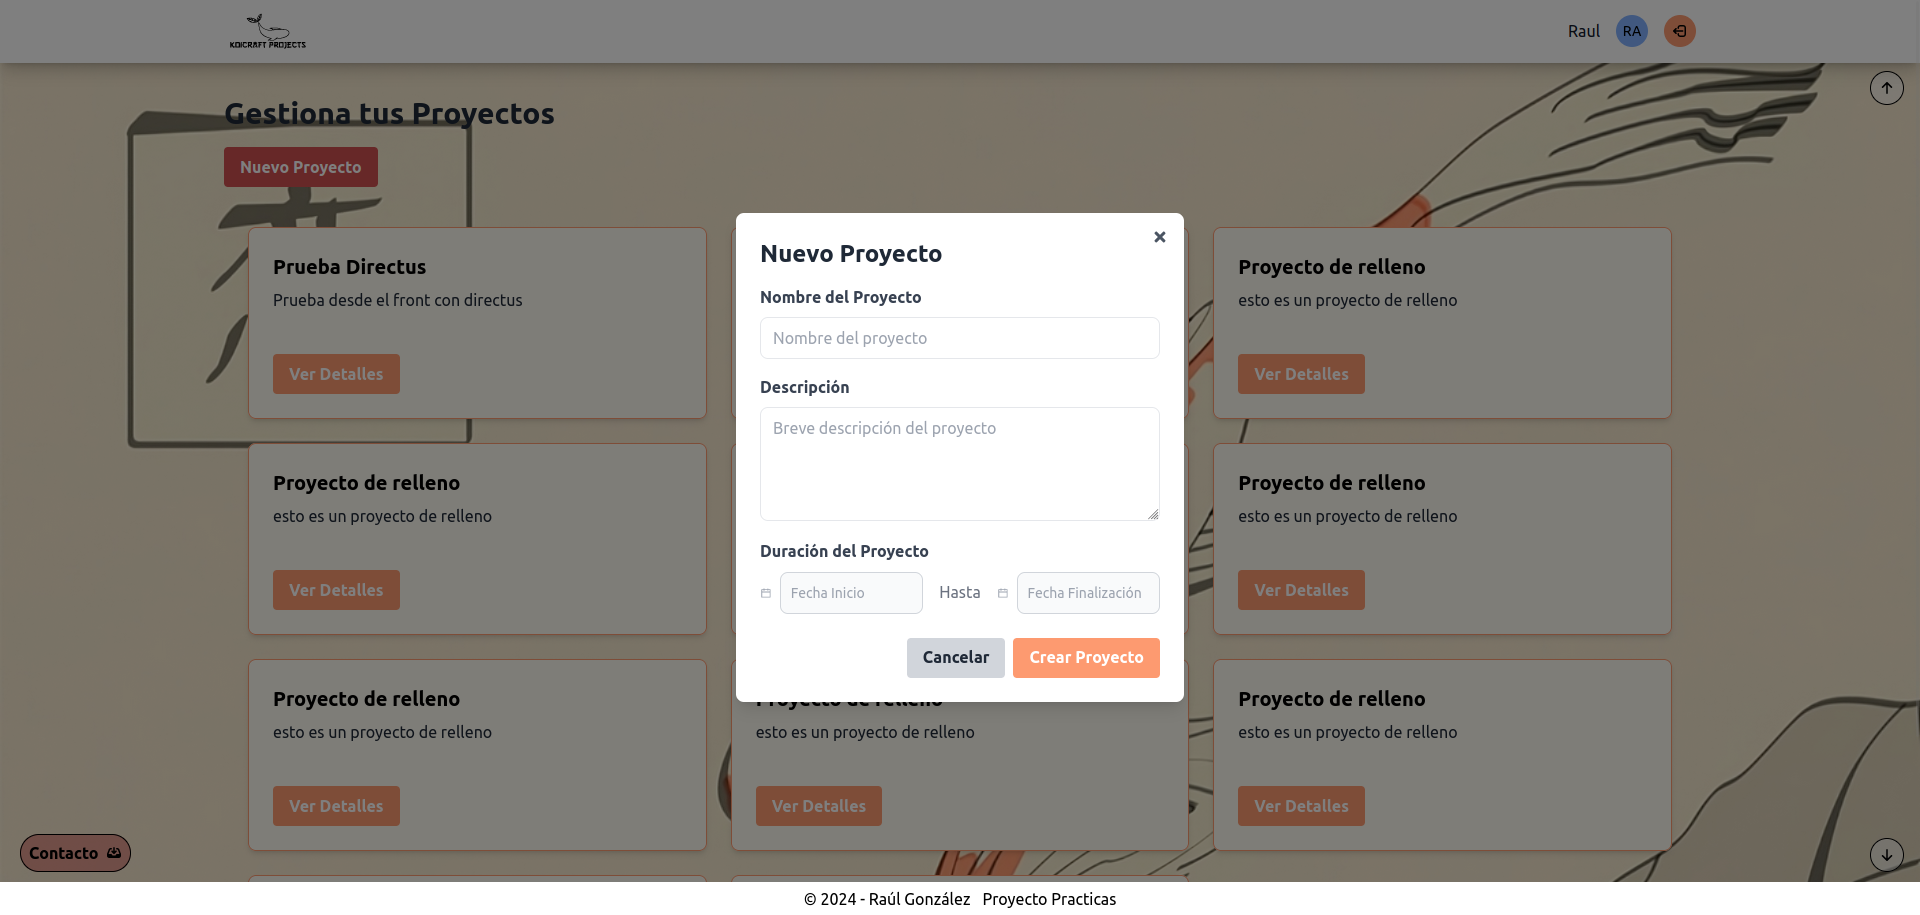 KOICRAFT PROJECTS
Raul
RA
Gestiona tus Proyectos
Nuevo Proyecto
Nuevo Proyecto
Nombre del Proyecto
Nombre del proyecto
Descripción
Breve descripción del proyecto
Duración del Proyecto
Fecha Inicio
Hasta
Fecha Finalización
Cancelar
Crear Proyecto
Prueba Directus
Prueba desde el front con directus
Ver Detalles
Proyecto de relleno
esto es un proyecto de relleno
Ver Detalles
Proyecto de relleno
esto es un proyecto de relleno
Ver Detalles
Proyecto de relleno
esto es un proyecto de relleno
Ver Detalles
Proyecto de relleno
esto es un proyecto de relleno
Ver Detalles
Proyecto de relleno
esto es un proyecto de relleno
Ver Detalles
Proyecto de relleno
esto es un proyecto de relleno
Ver Detalles
Contacto
© 2024 - Raúl González Proyecto Practicas